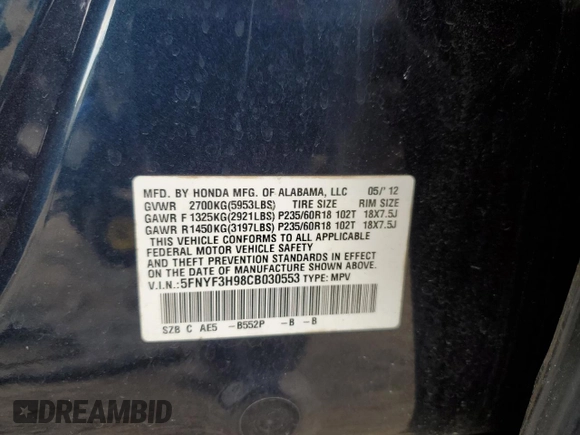 MFD. BY HONDA MFG. OF ALABAMA, LLC 05/'12
GVWR 2700KG(5953LBS) TIRE SIZE RIM SIZE
GAWR F 1325KG(2921LBS) P235/60R18 102T 18X7.5J
GAWR R 1450KG(3197LBS) P235/60R18 102T 18X7.5J
THIS VEHICLE CONFORMS TO ALL APPLICABLE
FEDERAL MOTOR VEHICLE SAFETY
AND THEFT PREVENTION STANDARDS IN EFFECT
ON THE DATE OF MANUFACTURE SHOWN ABOVE.
V.I.N.:5FNYF3H98CB030553 TYPE: MPV
SZB C AE5 -B552P -B -B
DREAMBID